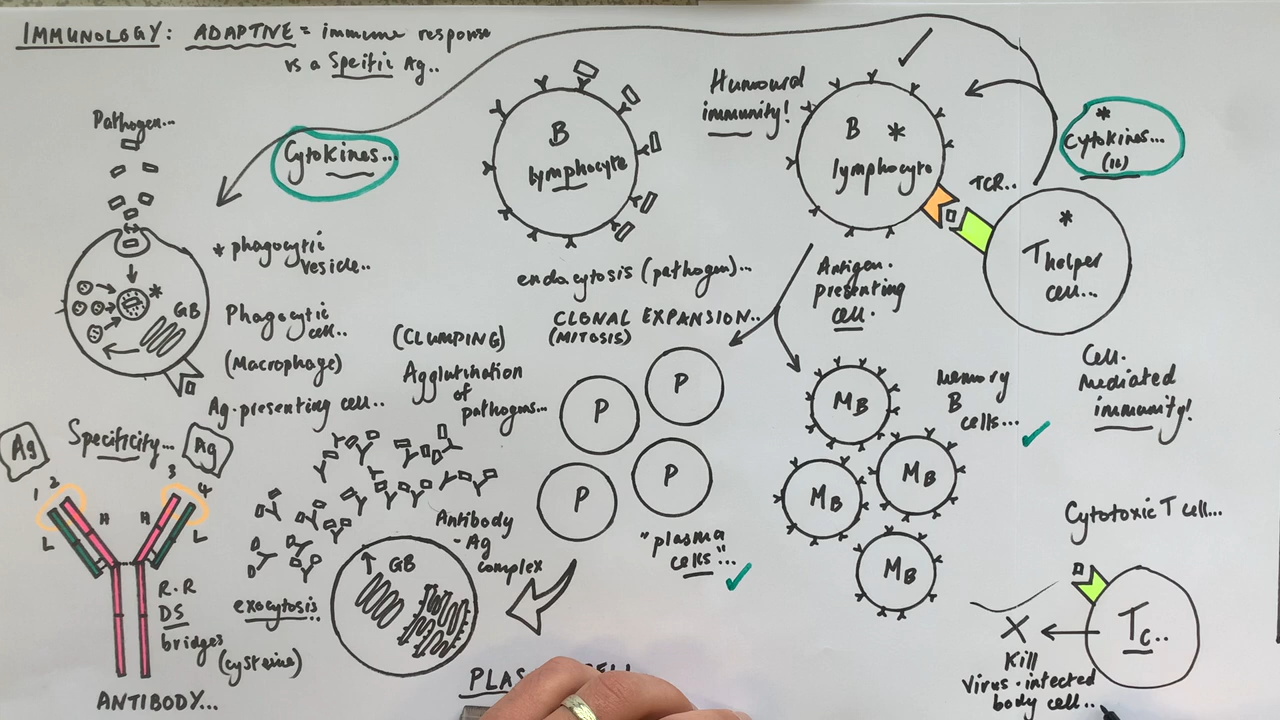 IMMUNOLOGY: ADAPTIVE = immune response
vs a Specific Ag..
Pathogen...
Cytokines...
* phagocytic
vesicle..
*
GB
Phagocytic
cell..
(Macrophage)
Ag-presenting cell..
B
lymphocyte
endocytosis (pathogen)...
CLONAL EXPANSION..
(MITOSIS)
Humoural
immunity!
B *
lymphocyte
TCR..
*
Cytokines...
*
T helper
cell...
Antigen-
presenting
cell.
Cell-
mediated
immunity!
(CLUMPING)
Agglutination
of
pathogens...
P
P
P
P
"plasma
cells"...
MB
MB
MB
MB
memory
B
cells...
Specificity...
Ag
Ag
1 2
3 4
H H
L L
R.R
DS
bridges
(cysteine)
ANTIBODY...
exocytosis..
Antibody
-Ag
complex
↑ GB
PLAS
CELL
Cytotoxic T cell...
Tc..
X
Kill
virus-infected
body cell..